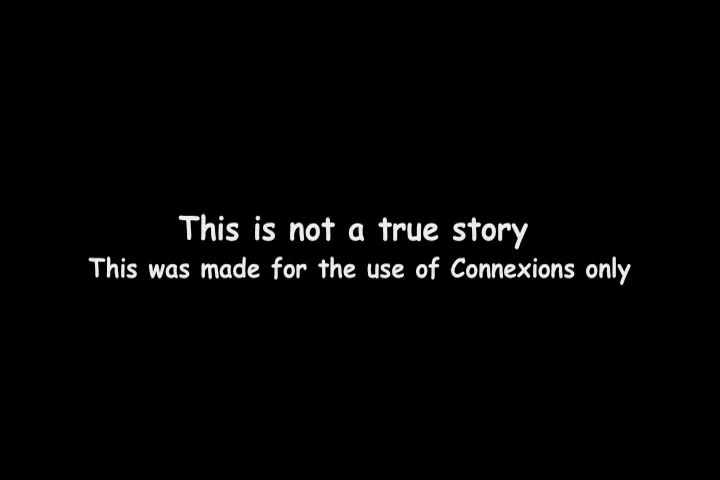 This is not a true story
This was made for the use of Connexions only